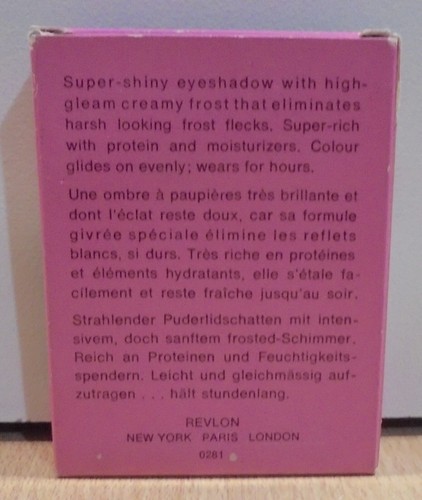 Super-shiny eyeshadow with high-
gleam creamy frost that eliminates
harsh looking frost flecks. Super-rich
with protein and moisturizers. Colour
glides on evenly; wears for hours.
Une ombre à paupières très brillante et
dont l'éclat reste doux, car sa formule
givrée spéciale élimine les reflets
blancs, si durs. Très riche en protéines
et éléments hydratants, elle s'étale fa-
cilement et reste fraîche jusqu'au soir.
Strahlender Puderlidschatten mit inten-
sivem, doch sanftem frosted-Schimmer.
Reich an Proteinen und Feuchtigkeits-
spendern. Leicht und gleichmässig auf-
zutragen . . . hält stundenlang.
REVLON
NEW YORK PARIS LONDON
0281